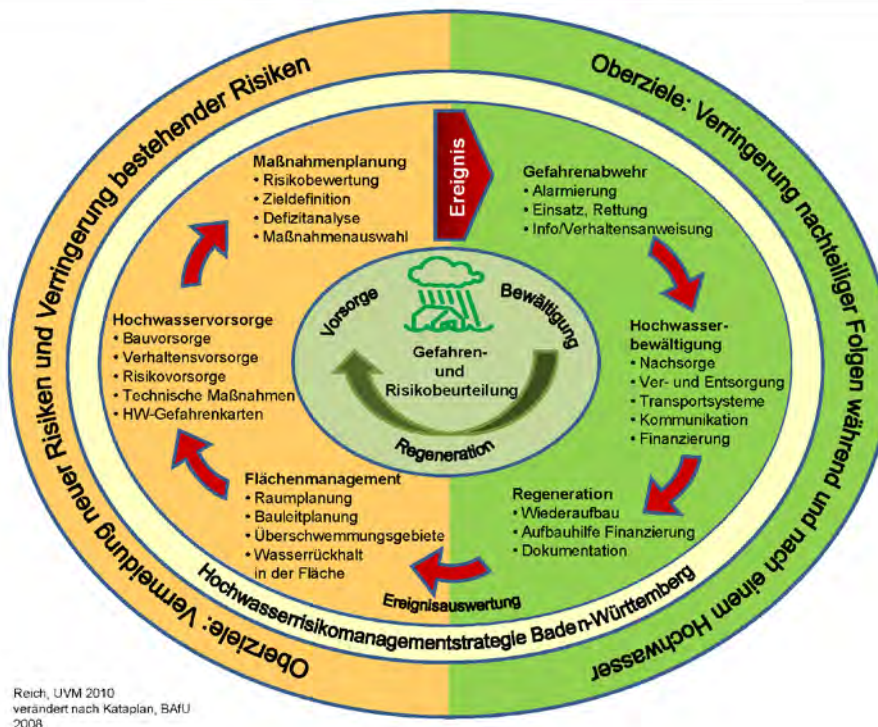 Oberziele: Vermeidung neuer Risiken und Verringerung bestehender Risiken
Oberziele: Verringerung nachteiliger Folgen während und nach einem Hochwasser
Hochwasserrisikomanagementstrategie Baden-Württemberg
Ereignis
Gefahrenabwehr
• Alarmierung
• Einsatz, Rettung
• Info/Verhaltensanweisung
Hochwasser-
bewältigung
• Nachsorge
• Ver- und Entsorgung
• Transportsysteme
• Kommunikation
• Finanzierung
Regeneration
• Wiederaufbau
• Aufbauhilfe Finanzierung
• Dokumentation
Ereignisauswertung
Flächenmanagement
• Raumplanung
• Bauleitplanung
• Überschwemmungsgebiete
• Wasserrückhalt
in der Fläche
Hochwasservorsorge
• Bauvorsorge
• Verhaltensvorsorge
• Risikovorsorge
• Technische Maßnahmen
• HW-Gefahrenkarten
Maßnahmenplanung
• Risikobewertung
• Zieldefinition
• Defizitanalyse
• Maßnahmenauswahl
Vorsorge
Bewältigung
Gefahren-
und
Risikobeurteilung
Regeneration
Reich, UVM 2010
verändert nach Kataplan, BAfU
2008